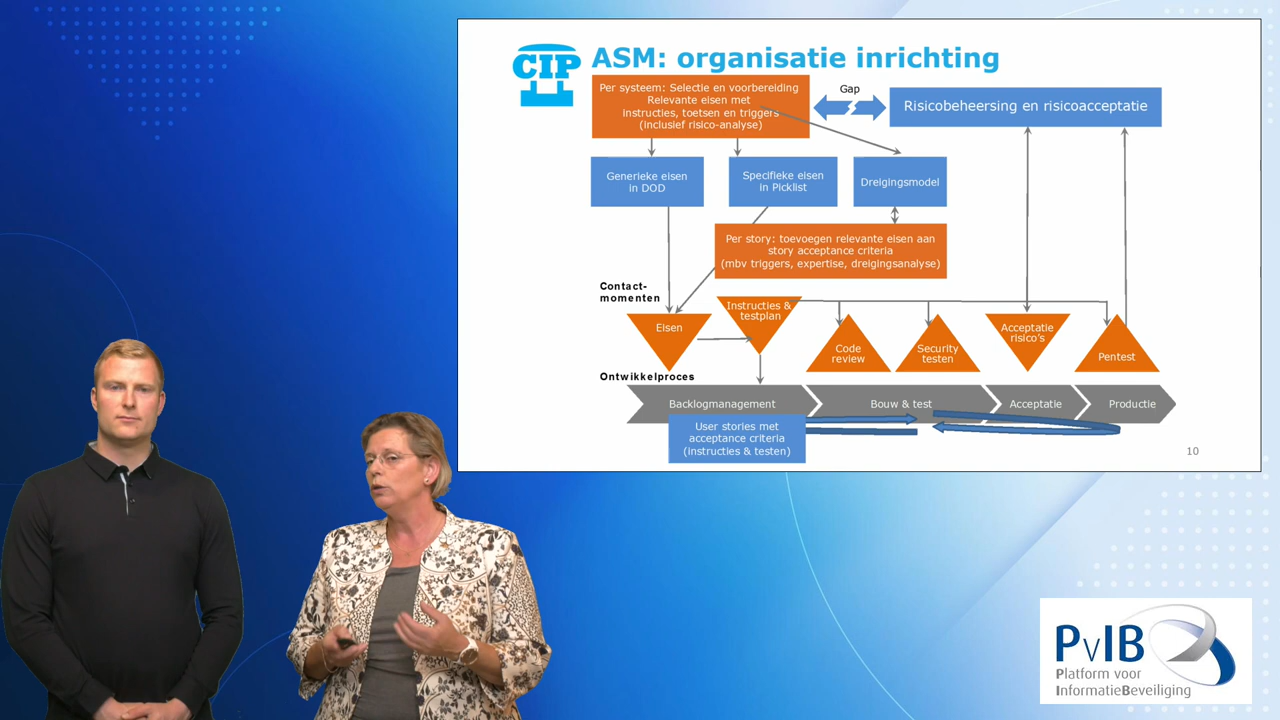 CIP
ASM: organisatie inrichting
Per systeem: Selectie en voorbereiding
Relevante eisen met
instructies, toetsen en triggers
(inclusief risico-analyse)
Gap
Risicobeheersing en risicoacceptatie
Generieke eisen
in DOD
Specifieke eisen
in Picklist
Dreigingsmodel
Per story: toevoegen relevante eisen aan
story acceptance criteria
(mbv triggers, expertise, dreigingsanalyse)
Contact-
momenten
Eisen
Instructies &
testplan
Code
review
Security
testen
Acceptatie
risico's
Pentest
Ontwikkelproces
Backlogmanagement
Bouw & test
Acceptatie
Productie
User stories met
acceptance criteria
(instructies & testen)
10
PvIB
Platform voor
InformatieBeveiliging